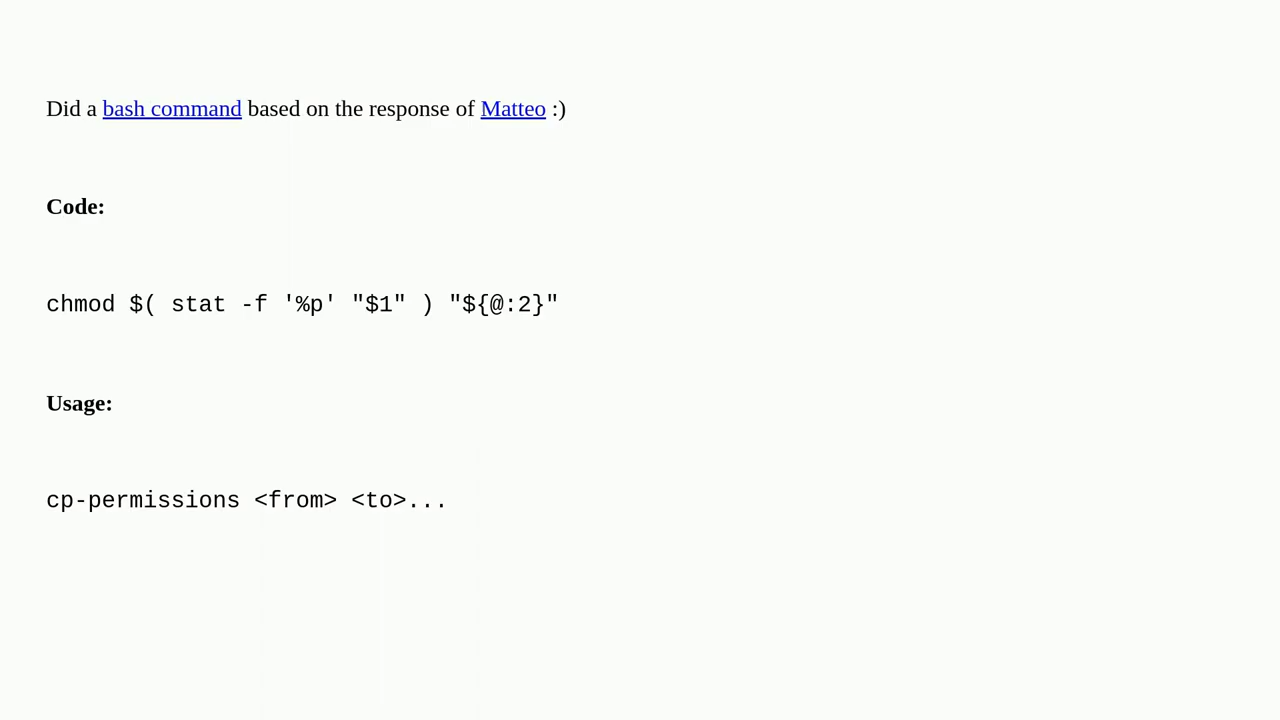 Did a bash command based on the response of Matteo :)
Code:
chmod $( stat -f '%p' "$1" ) "${@:2}"
Usage:
cp-permissions <from> <to>...